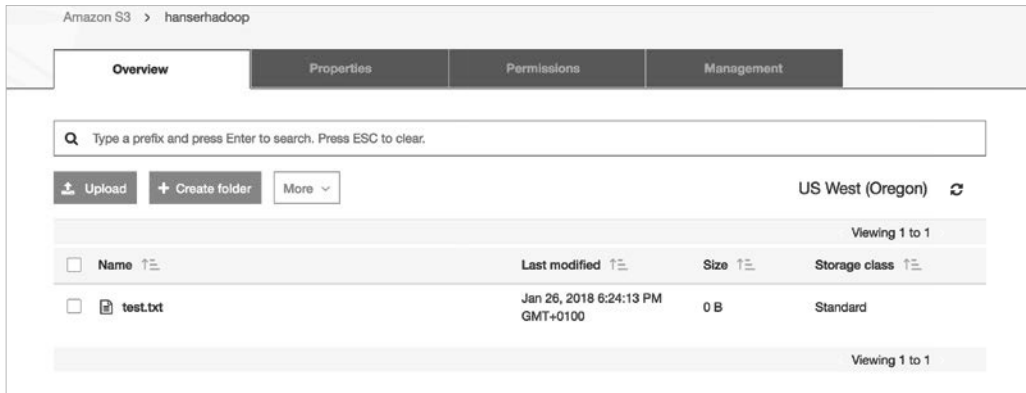 Amazon S3 > hanserhadoop
Overview Properties Permissions Management
Type a prefix and press Enter to search. Press ESC to clear.
Upload + Create folder More US West (Oregon)
Viewing 1 to 1
Name Last modified Size Storage class
test.txt Jan 26, 2018 6:24:13 PM 0 B Standard
GMT+0100
Viewing 1 to 1